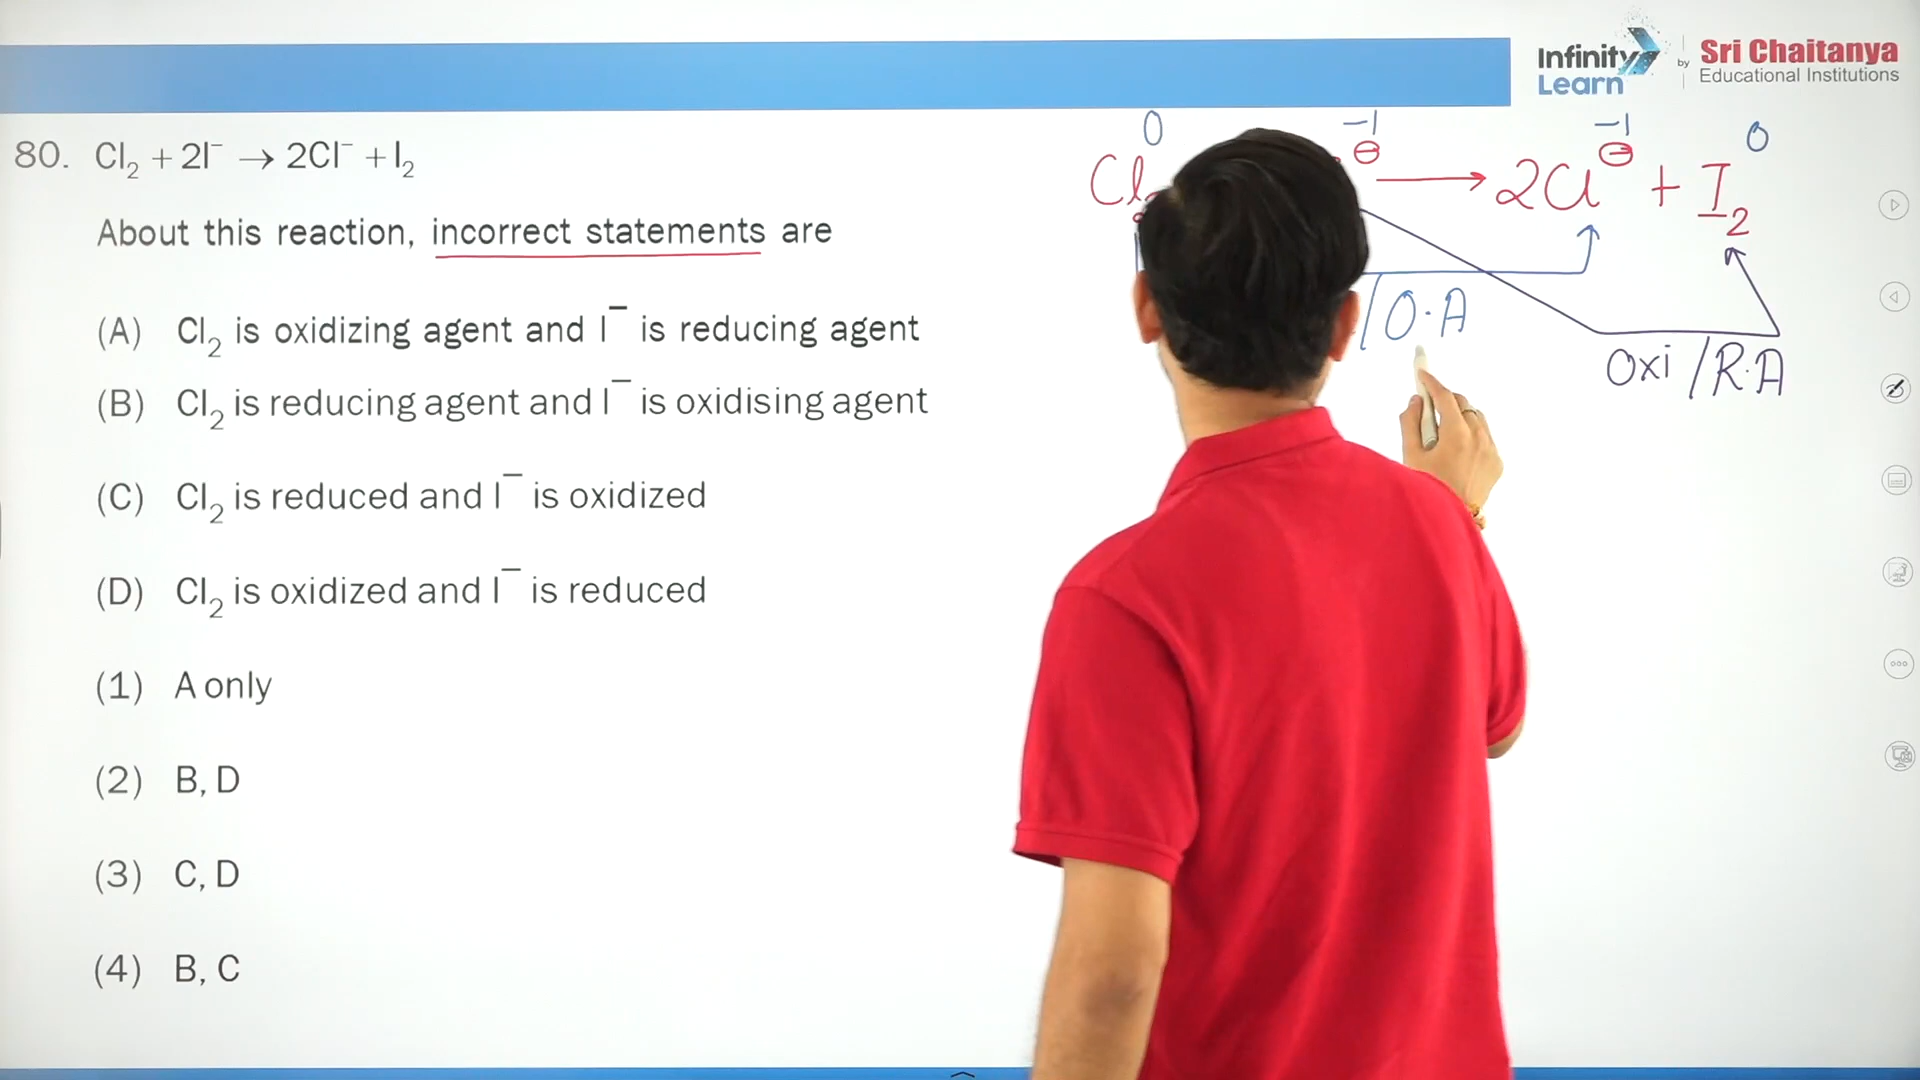 Infinity Learn by Sri Chaitanya Educational Institutions
80. Cl₂ + 2I⁻ → 2Cl⁻ + I₂
About this reaction, incorrect statements are
(A) Cl₂ is oxidizing agent and I⁻ is reducing agent
(B) Cl₂ is reducing agent and I⁻ is oxidising agent
(C) Cl₂ is reduced and I⁻ is oxidized
(D) Cl₂ is oxidized and I⁻ is reduced
(1) A only
(2) B, D
(3) C, D
(4) B, C
0 -1 -1 0
Cl ⊖ → 2Cl⊖ + I₂
/O.A
Oxi /R.A